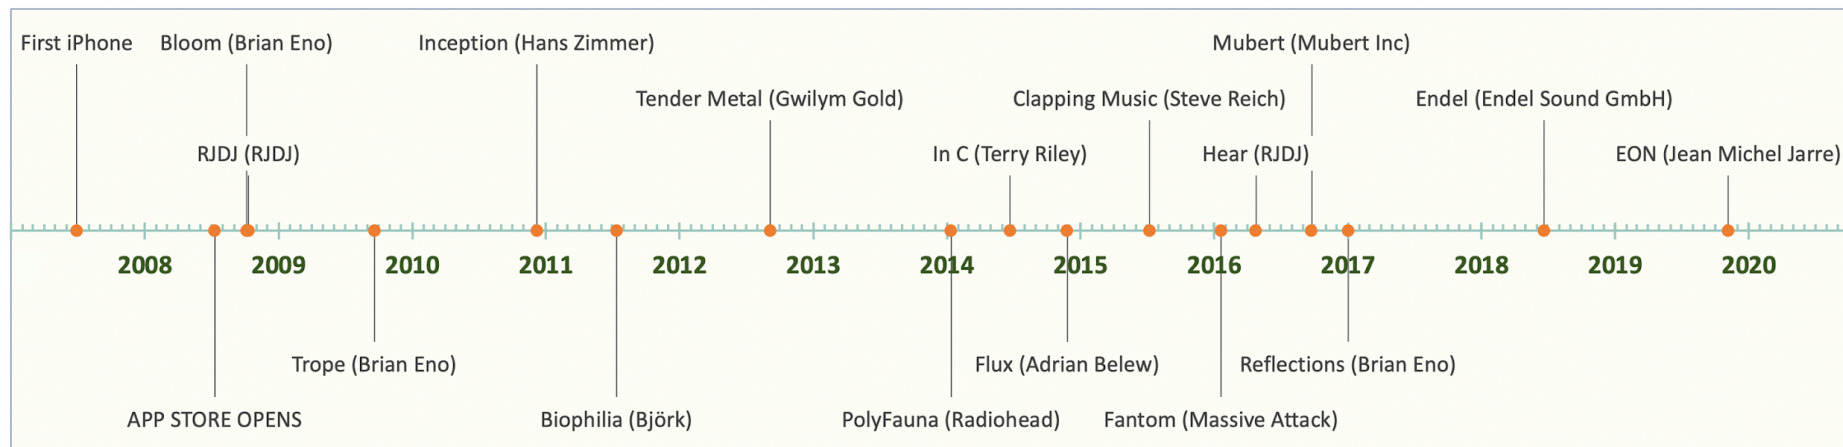 First iPhone
Bloom (Brian Eno)
Inception (Hans Zimmer)
Mubert (Mubert Inc)
Tender Metal (Gwilym Gold)
Clapping Music (Steve Reich)
Endel (Endel Sound GmbH)
RJDJ (RJDJ)
In C (Terry Riley)
Hear (RJDJ)
EON (Jean Michel Jarre)
2008 2009 2010 2011 2012 2013 2014 2015 2016 2017 2018 2019 2020
Trope (Brian Eno)
Flux (Adrian Belew)
Reflections (Brian Eno)
APP STORE OPENS
Biophilia (Björk)
PolyFauna (Radiohead)
Fantom (Massive Attack)